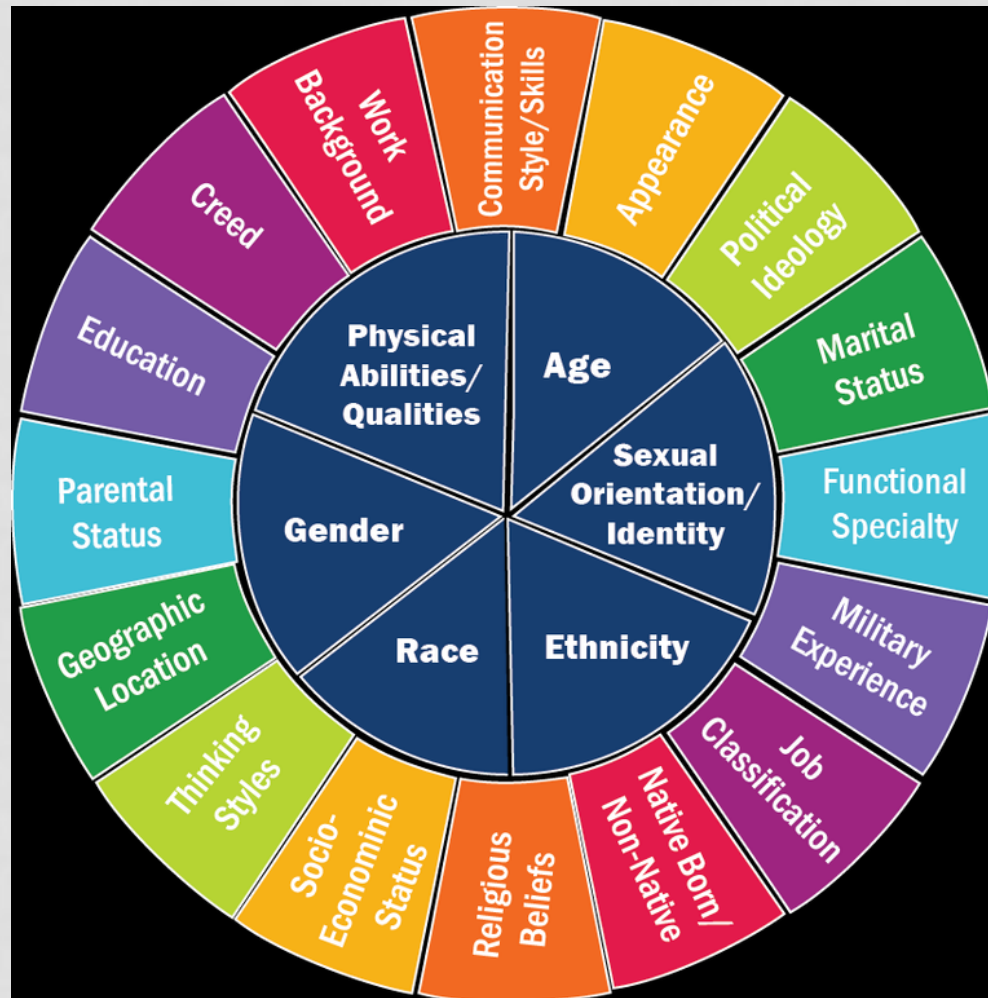 Communication
Style/Skills
Appearance
Political
Ideology
Marital
Status
Functional
Specialty
Military
Experience
Job
Classification
Native Born/
Non-Native
Religious
Beliefs
Socio-
Econominic
Status
Thinking
Styles
Geographic
Location
Parental
Status
Education
Creed
Work
Background
Physical
Abilities/
Qualities
Age
Sexual
Orientation/
Identity
Ethnicity
Race
Gender